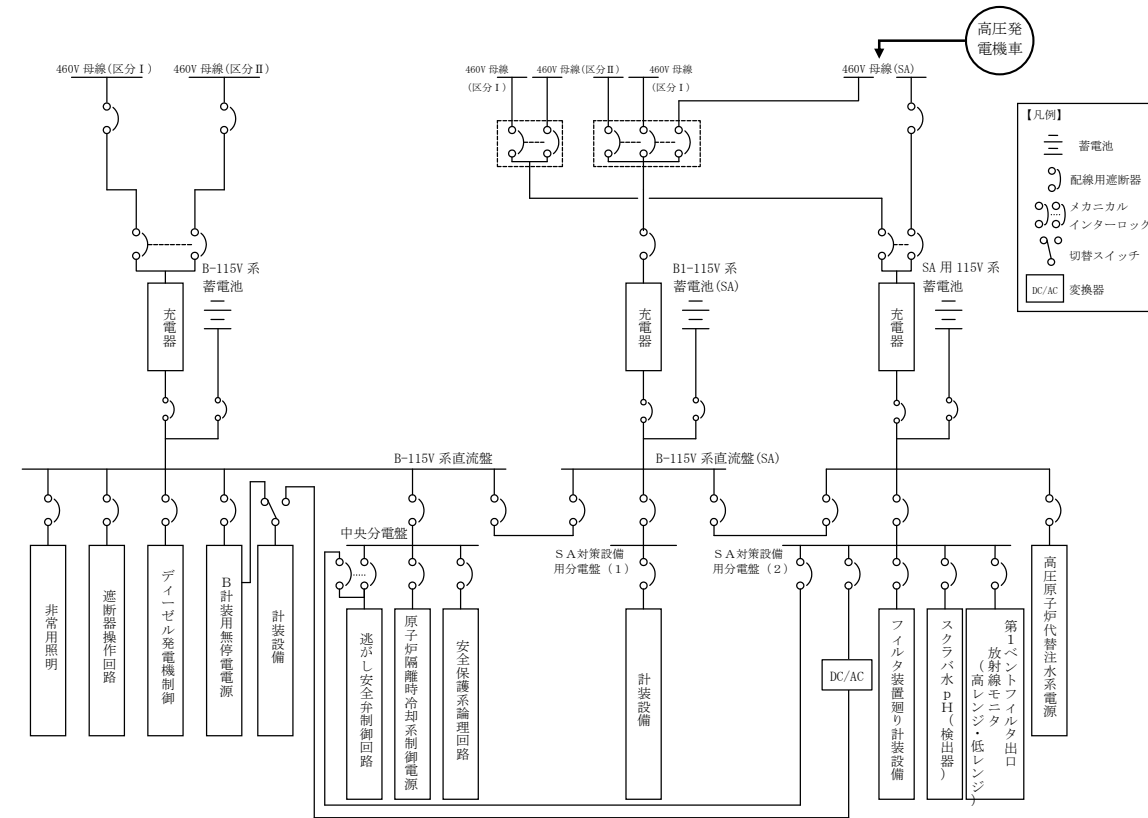 高圧発
電機車
460V 母線(区分Ⅰ)
460V 母線(区分Ⅱ)
460V 母線
(区分Ⅰ)
460V 母線(区分Ⅱ)
460V 母線
(区分Ⅰ)
460V 母線(SA)
【凡例】
蓄電池
配線用遮断器
メカニカル
インターロック
切替スイッチ
DC/AC
変換器
B-115V 系
蓄電池
B1-115V 系
蓄電池(SA)
SA 用 115V 系
蓄電池
充電器
充電器
充電器
B-115V 系直流盤
B-115V 系直流盤(SA)
中央分電盤
SA対策設備
用分電盤(1)
SA対策設備
用分電盤(2)
非常用照明
遮断器操作回路
ディーゼル発電機制御
B計装用無停電電源
計装設備
逃がし安全弁制御回路
原子炉隔離時冷却系制御電源
安全保護系論理回路
計装設備
DC/AC
フィルタ装置廻り計装設備
スクラバ水pH(検出器)
第1ベントフィルタ出口
放射線モニタ
(高レンジ・低レンジ)
高圧原子炉代替注水系電源